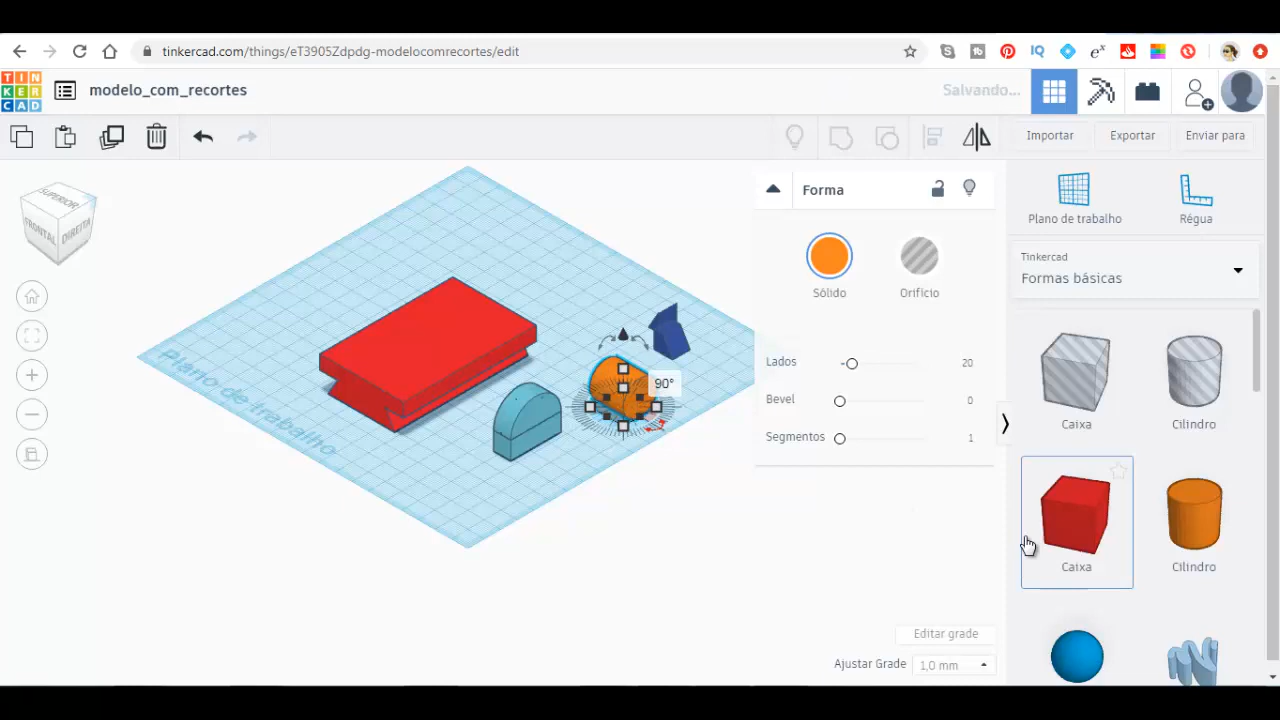 tinkercad.com/things/eT3905Zdpdg-modelocomrecortes/edit
TIN
KER
CAD
modelo_com_recortes
Salvando...
Importar
Exportar
Enviar para
SUPERIOR
FRONTAL
DIREITA
Forma
Plano de trabalho
Régua
Tinkercad
Formas básicas
Sólido
Orifício
Lados
20
Bevel
0
Segmentos
1
90°
Plano de trabalho
Caixa
Cilindro
Caixa
Cilindro
Editar grade
Ajustar Grade
1,0 mm